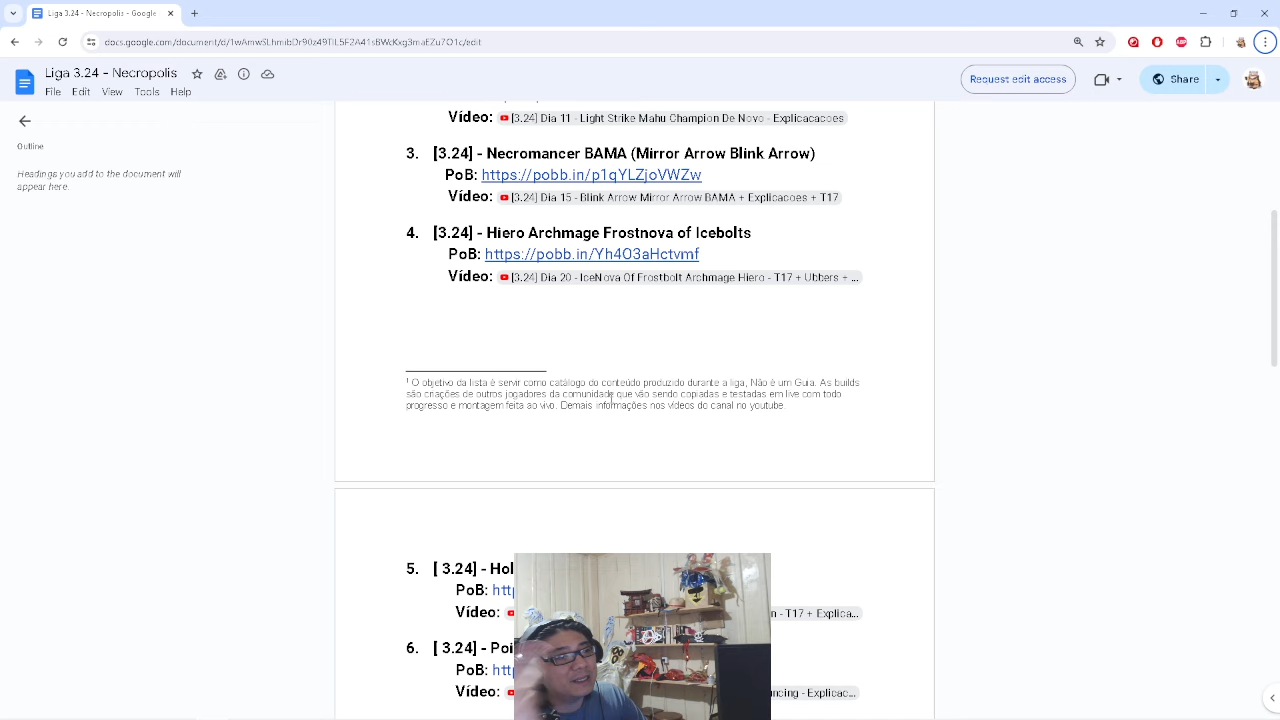 Liga 3.24 - Necropolis - Google
Liga 3.24 - Necropolis
File Edit View Tools Help
Request edit access
Share
Outline
Headings you add to the document will
appear here.
Vídeo: [3.24] Dia 11 - Light Strike Mahu Champion De Novo - Explicacacoes
3. [3.24] - Necromancer BAMA (Mirror Arrow Blink Arrow)
PoB: https://pobb.in/p1qYLZjoVWZw
Vídeo: [3.24] Dia 15 - Blink Arrow Mirror Arrow BAMA + Explicacoes + T17
4. [3.24] - Hiero Archmage Frostnova of Icebolts
PoB: https://pobb.in/Yh4O3aHctvmf
Vídeo: [3.24] Dia 20 - IceNova Of Frostbolt Archmage Hiero - T17 + Ubbers + ...
1 O objetivo da lista é servir como catálogo do conteúdo produzido durante a liga, Não é um Guia. As builds
são criações de outros jogadores da comunidade que vão sendo copiadas e testadas em live com todo
progresso e montagem feita ao vivo. Demais informações nos vídeos do canal no youtube.
5. [ 3.24] - Hol
PoB: http
Vídeo: n - T17 + Explica...
6. [ 3.24] - Poi
PoB: http
Vídeo: ncing - Explicac...